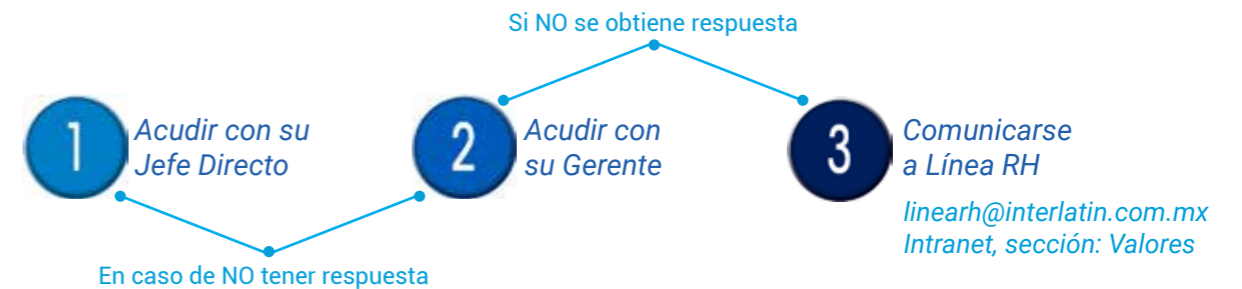 Si NO se obtiene respuesta
1
Acudir con su
Jefe Directo
2
Acudir con
su Gerente
3
Comunicarse
a Línea RH
linearh@interlatin.com.mx
Intranet, sección: Valores
En caso de NO tener respuesta